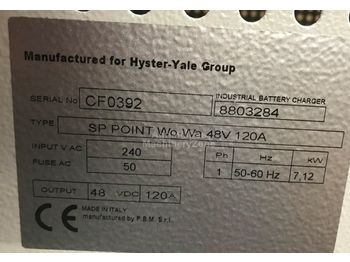 Manufactured for Hyster-Yale Group
SERIAL No CF0392
INDUSTRIAL BATTERY CHARGER
8803284
TYPE SP POINT Wo-Wa 48V 120A
INPUT V AC 240
FUSE AC 50
Ph Hz kW
1 50-60 Hz 7,12
OUTPUT 48 VDC 120A
CE
MADE IN ITALY
manufactured by P.B.M. S.r.l.
MachineryZone